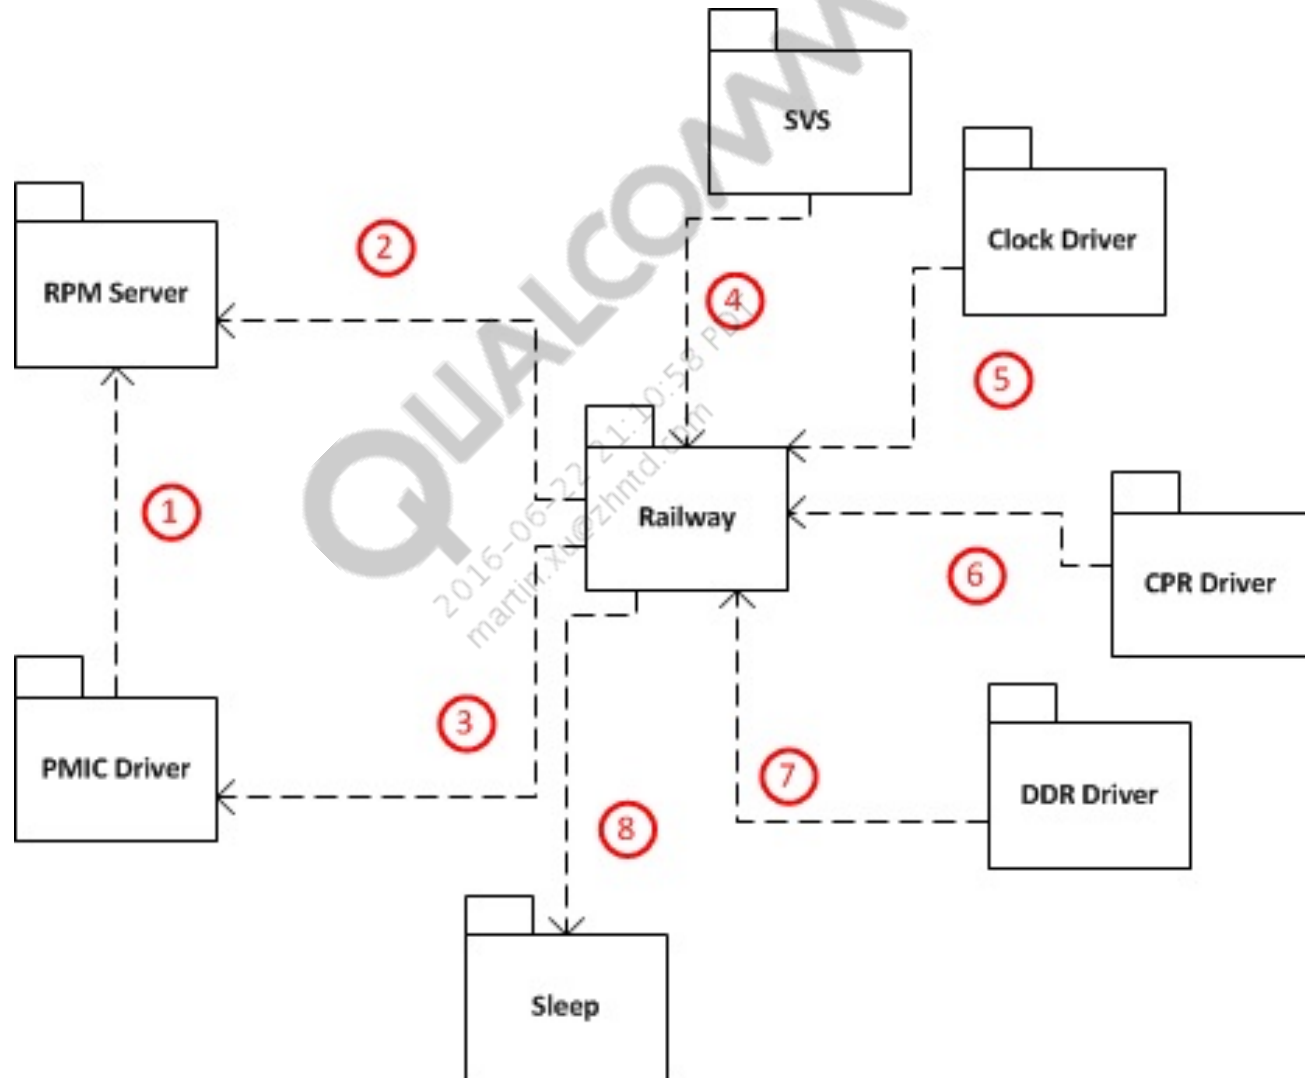 SVS
Clock Driver
2
RPM Server
4
5
QUALCOMM
2016-06-22 21:10:58 PDT
martin.xu@zhntd.com
1
Railway
6
CPR Driver
3
PMIC Driver
7
DDR Driver
8
Sleep